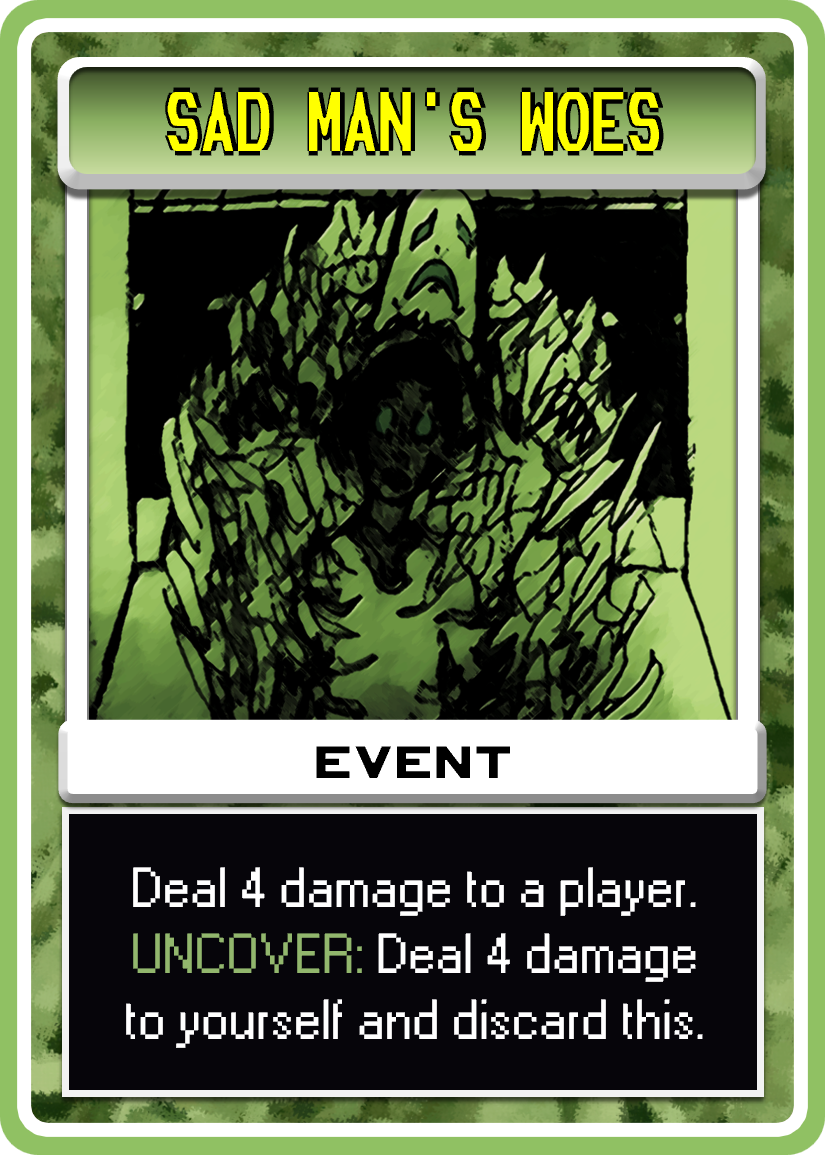 SAD MAN'S WOES
EVENT
Deal 4 damage to a player.
UNCOVER: Deal 4 damage
to yourself and discard this.